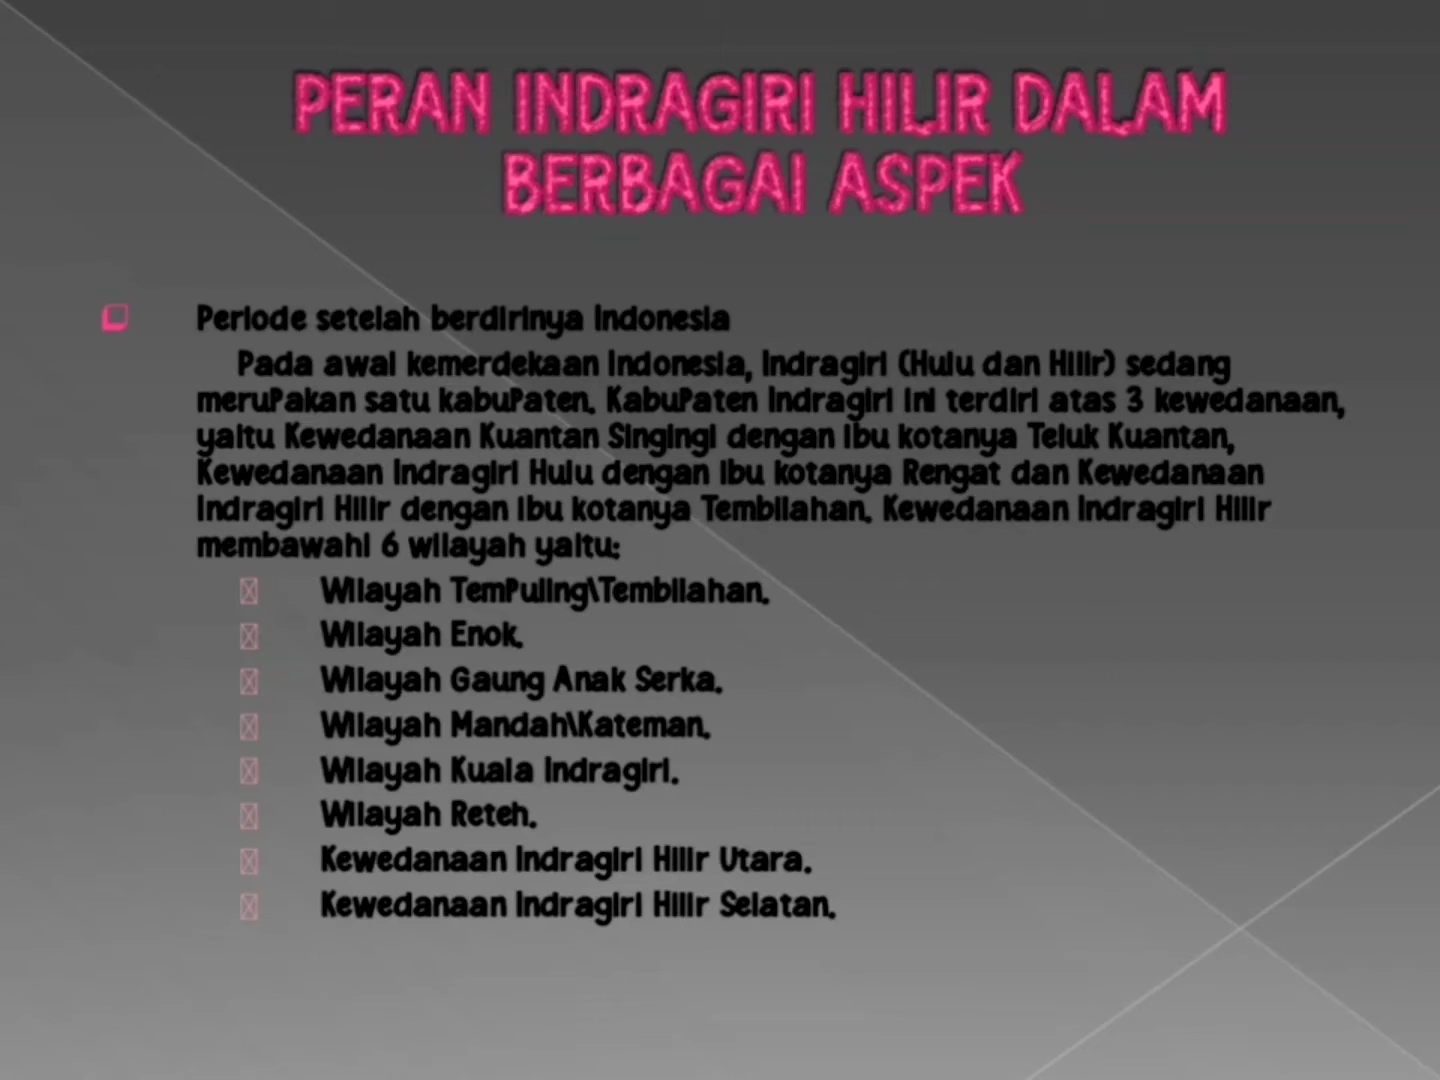 PERAN INDRAGIRI HILIR DALAM
BERBAGAI ASPEK
Periode setelah berdirinya Indonesia
Pada awal kemerdekaan Indonesia, Indragiri (Hulu dan Hilir) sedang
merupakan satu kabupaten. Kabupaten Indragiri ini terdiri atas 3 kewedanaan,
yaitu Kewedanaan Kuantan Singingi dengan ibu kotanya Teluk Kuantan,
Kewedanaan Indragiri Hulu dengan ibu kotanya Rengat dan Kewedanaan
Indragiri Hilir dengan ibu kotanya Tembilahan. Kewedanaan Indragiri Hilir
membawahi 6 wilayah yaitu:
Wilayah Tempuling\Tembilahan.
Wilayah Enok.
Wilayah Gaung Anak Serka.
Wilayah Mandah\Kateman.
Wilayah Kuala Indragiri.
Wilayah Reteh.
Kewedanaan Indragiri Hilir Utara.
Kewedanaan Indragiri Hilir Selatan.